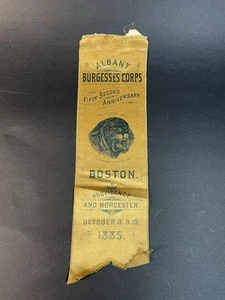 ALBANY
BURGESSES CORPS
FIFTY SECOND
ANNIVERSARY
BOSTON.
PROVIDENCE
AND WORCESTER.
OCTOBER 8.9.10.
1885.